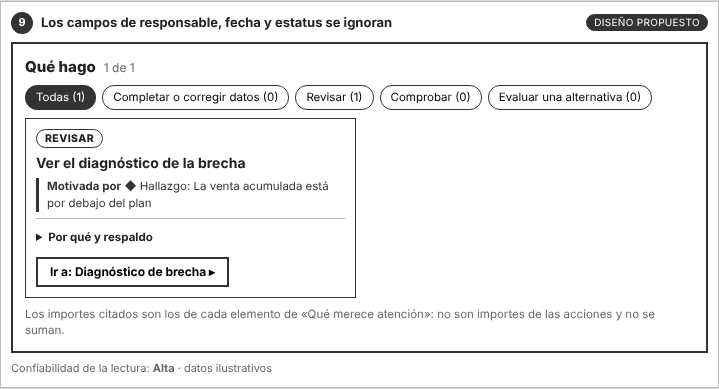 9 Los campos de responsable, fecha y estatus se ignoran DISEÑO PROPUESTO
Qué hago 1 de 1
Todas (1) Completar o corregir datos (0) Revisar (1) Comprobar (0) Evaluar una alternativa (0)
REVISAR
Ver el diagnóstico de la brecha
Motivada por ◆ Hallazgo: La venta acumulada está
por debajo del plan
▶ Por qué y respaldo
Ir a: Diagnóstico de brecha ▸
Los importes citados son los de cada elemento de «Qué merece atención»: no son importes de las acciones y no se
suman.
Confiabilidad de la lectura: Alta · datos ilustrativos